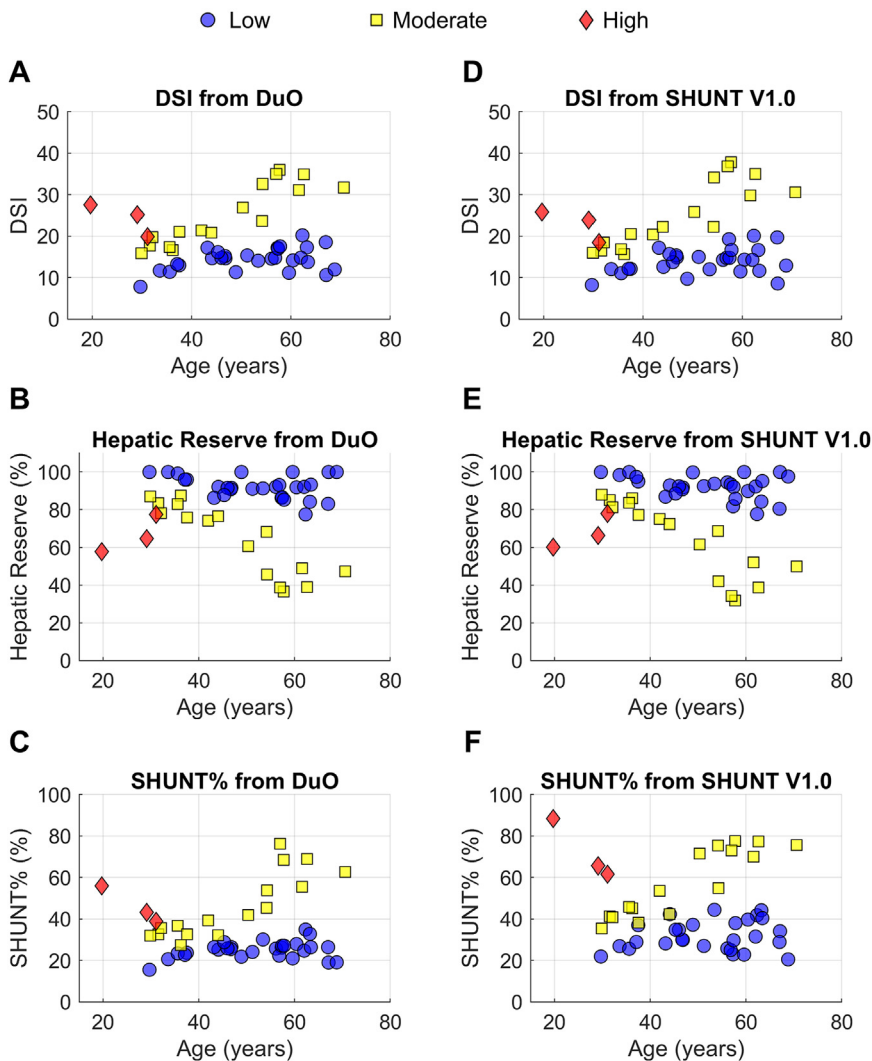 Low Moderate High
A
DSI from DuO
50
40
30
20
10
0
DSI
20 40 60 80
Age (years)
D
DSI from SHUNT V1.0
50
40
30
20
10
0
DSI
20 40 60 80
Age (years)
B
Hepatic Reserve from DuO
100
80
60
40
20
0
Hepatic Reserve (%)
20 40 60 80
Age (years)
E
Hepatic Reserve from SHUNT V1.0
100
80
60
40
20
0
Hepatic Reserve (%)
20 40 60 80
Age (years)
C
SHUNT% from DuO
100
80
60
40
20
0
SHUNT% (%)
20 40 60 80
Age (years)
F
SHUNT% from SHUNT V1.0
100
80
60
40
20
0
SHUNT% (%)
20 40 60 80
Age (years)